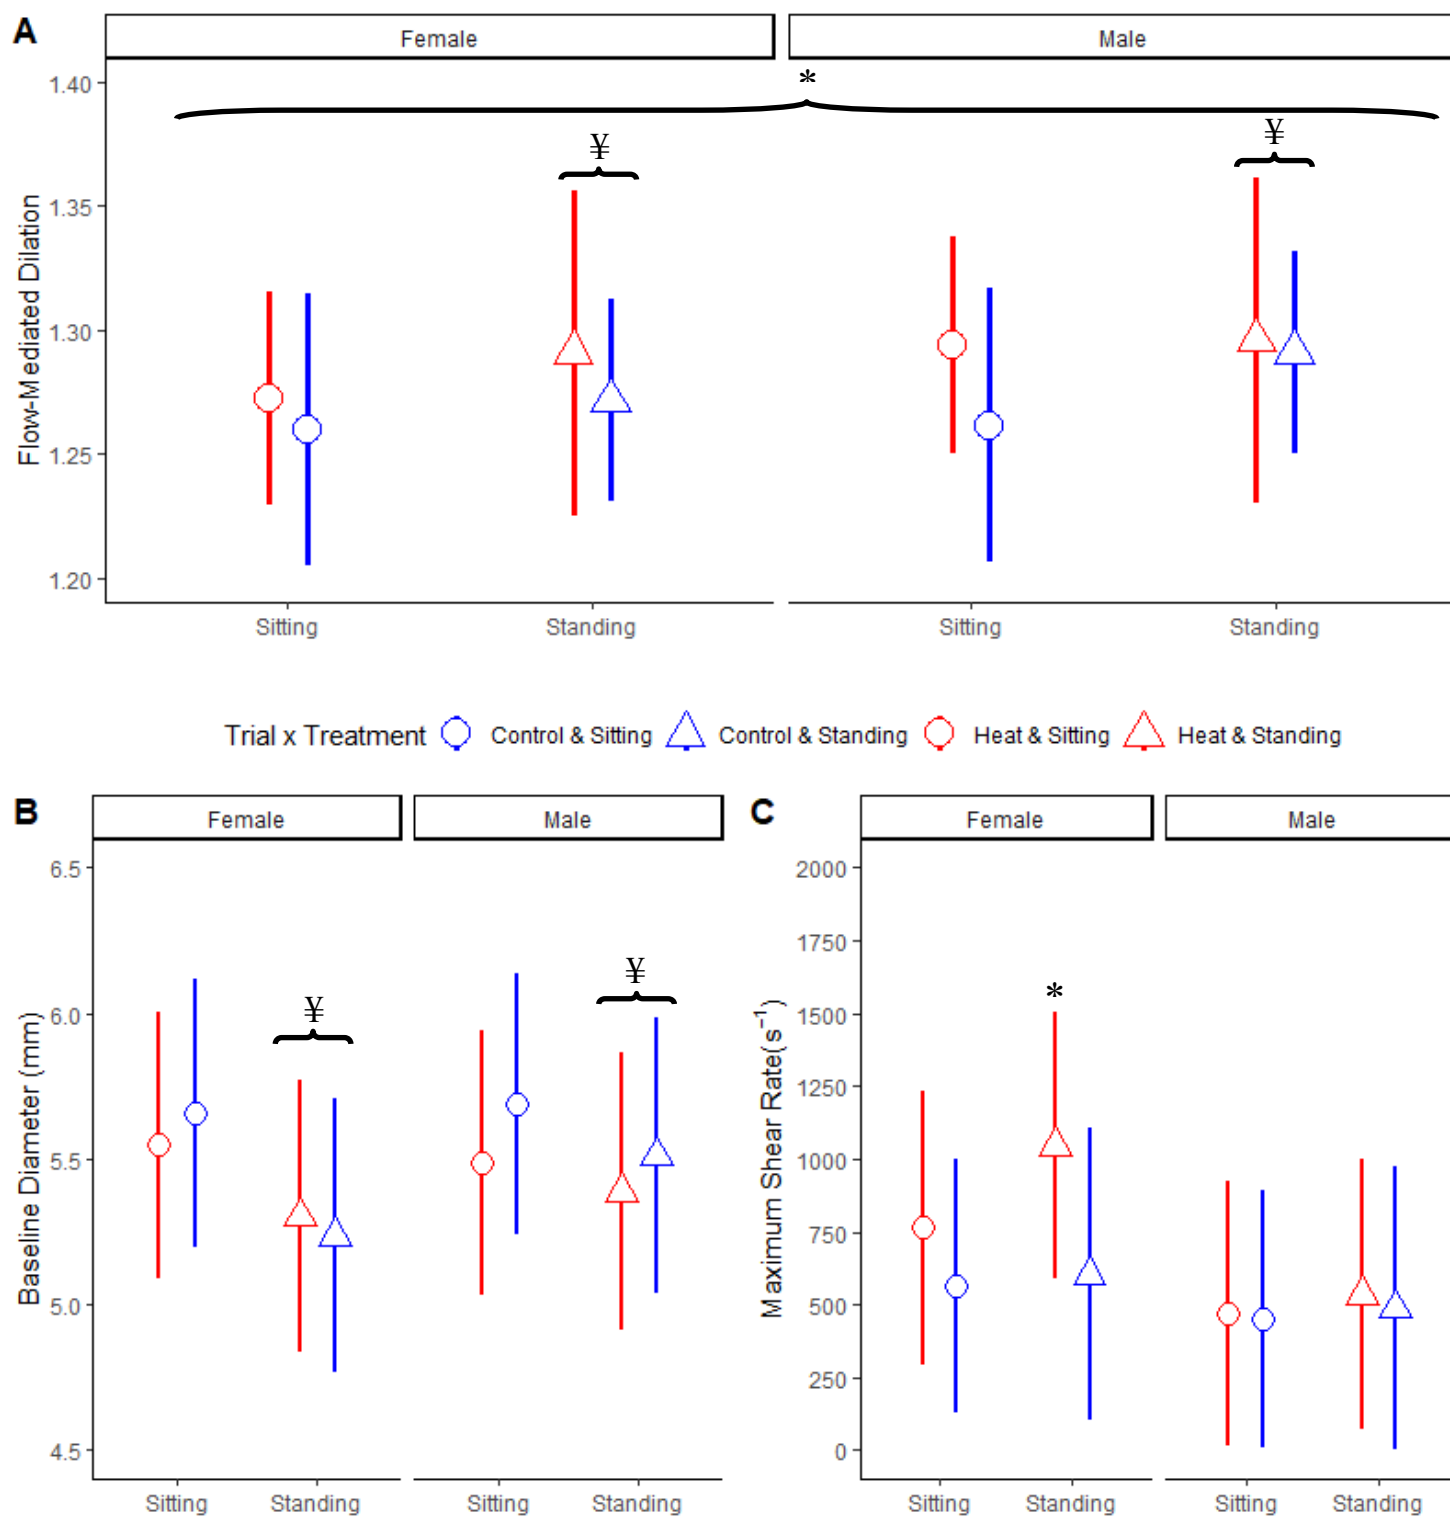 A
Female
Male
*
¥
¥
1.40
1.35
1.30
1.25
1.20
Flow-Mediated Dilation
Sitting
Standing
Sitting
Standing
Trial x Treatment
Control & Sitting
Control & Standing
Heat & Sitting
Heat & Standing
B
Female
Male
¥
¥
6.5
6.0
5.5
5.0
4.5
Baseline Diameter (mm)
Sitting
Standing
Sitting
Standing
C
Female
Male
*
2000
1750
1500
1250
1000
750
500
250
0
Maximum Shear Rate(s⁻¹)
Sitting
Standing
Sitting
Standing